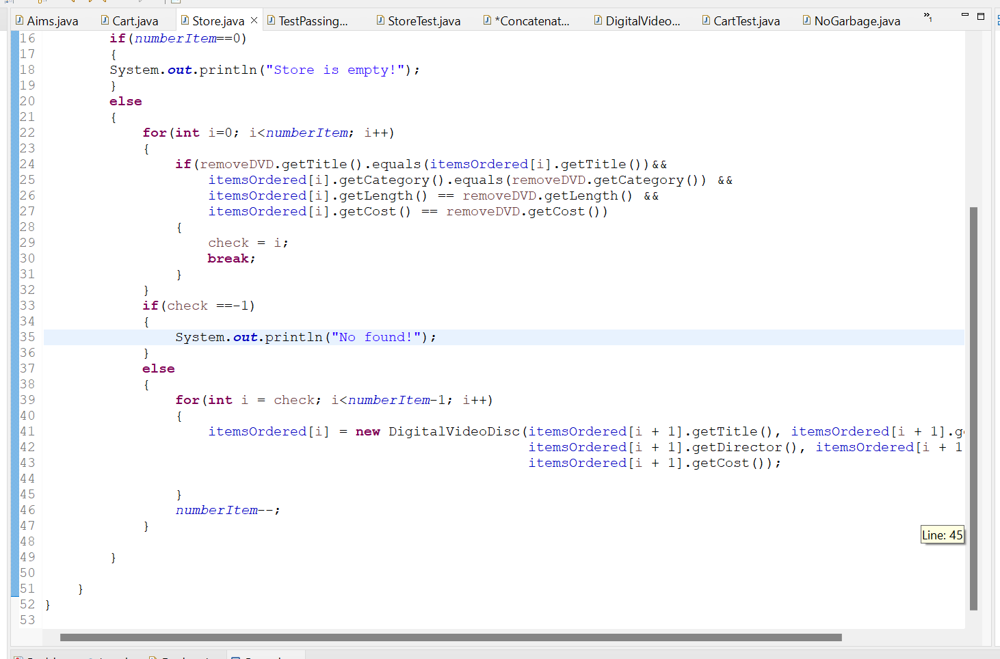 Aims.java Cart.java Store.java TestPassing... StoreTest.java *Concatenat... DigitalVideo... CartTest.java NoGarbage.java »1
16 if(numberItem==0)
17 {
18 System.out.println("Store is empty!");
19 }
20 else
21 {
22 for(int i=0; i<numberItem; i++)
23 {
24 if(removeDVD.getTitle().equals(itemsOrdered[i].getTitle())&&
25 itemsOrdered[i].getCategory().equals(removeDVD.getCategory()) &&
26 itemsOrdered[i].getLength() == removeDVD.getLength() &&
27 itemsOrdered[i].getCost() == removeDVD.getCost())
28 {
29 check = i;
30 break;
31 }
32 }
33 if(check ==-1)
34 {
35 System.out.println("No found!");
36 }
37 else
38 {
39 for(int i = check; i<numberItem-1; i++)
40 {
41 itemsOrdered[i] = new DigitalVideoDisc(itemsOrdered[i + 1].getTitle(), itemsOrdered[i + 1].g
42 itemsOrdered[i + 1].getDirector(), itemsOrdered[i + 1
43 itemsOrdered[i + 1].getCost());
44
45 }
46 numberItem--;
47 }
48
49 }
50
51 }
52 }
53
Line: 45